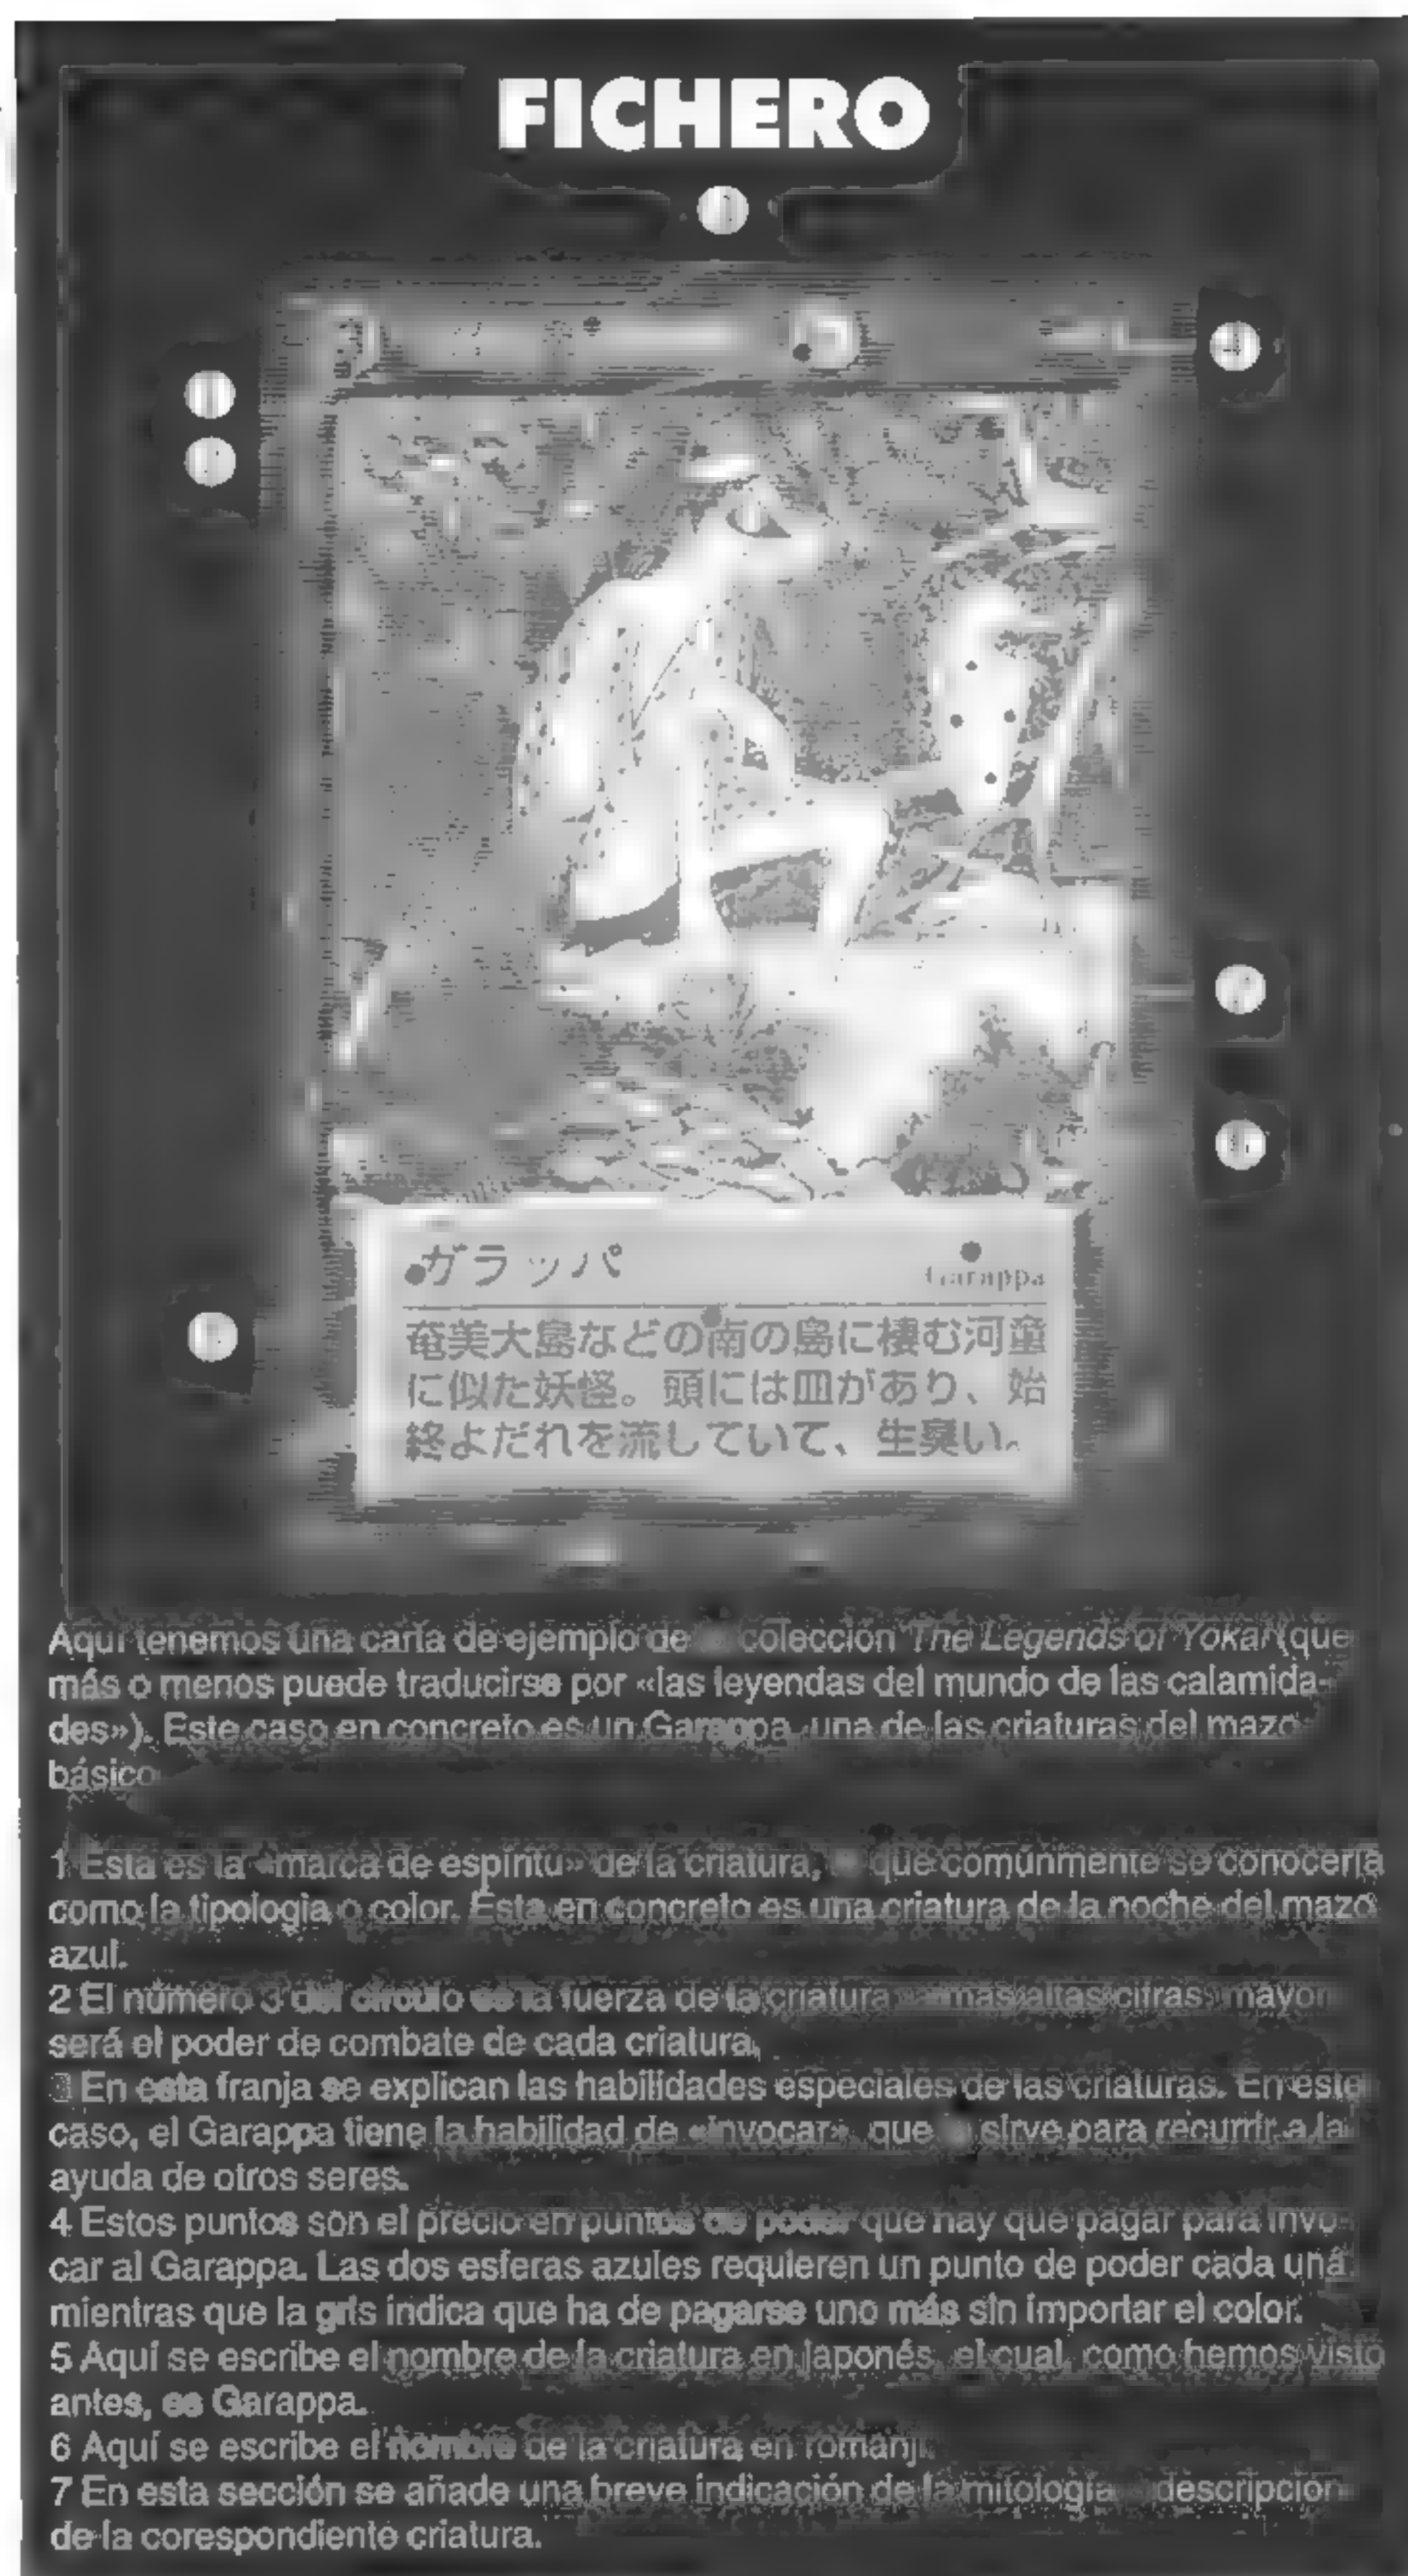 FICHERO
ガラッパ
Garappa
奄美大島などの南の島に棲む河童
に似た妖怪。頭には皿があり、始
終よだれを流していて、生臭い。
Aquí tenemos una carta de ejemplo de colección The Legends of Yokai (que
más o menos puede traducirse por «las leyendas del mundo de las calamida-
des»). Este caso en concreto es un Garappa, una de las criaturas del mazo
básico
1 Esta es la «marca de espíritu» de la criatura, que comúnmente se conocería
como la tipología o color. Esta en concreto es una criatura de la noche del mazo
azul.
2 El número 3 del círculo es la fuerza de la criatura más altas cifras, mayor
será el poder de combate de cada criatura.
3 En esta franja se explican las habilidades especiales de las criaturas. En este
caso, el Garappa tiene la habilidad de «invocar», que sirve para recurrir a la
ayuda de otros seres.
4 Estos puntos son el precio en puntos de poder que hay que pagar para invo-
car al Garappa. Las dos esferas azules requieren un punto de poder cada una
mientras que la gris indica que ha de pagarse uno más sin importar el color.
5 Aquí se escribe el nombre de la criatura en japonés, el cual, como hemos visto
antes, es Garappa.
6 Aquí se escribe el nombre de la criatura en romanji.
7 En esta sección se añade una breve indicación de la mitología descripción
de la corespondiente criatura.